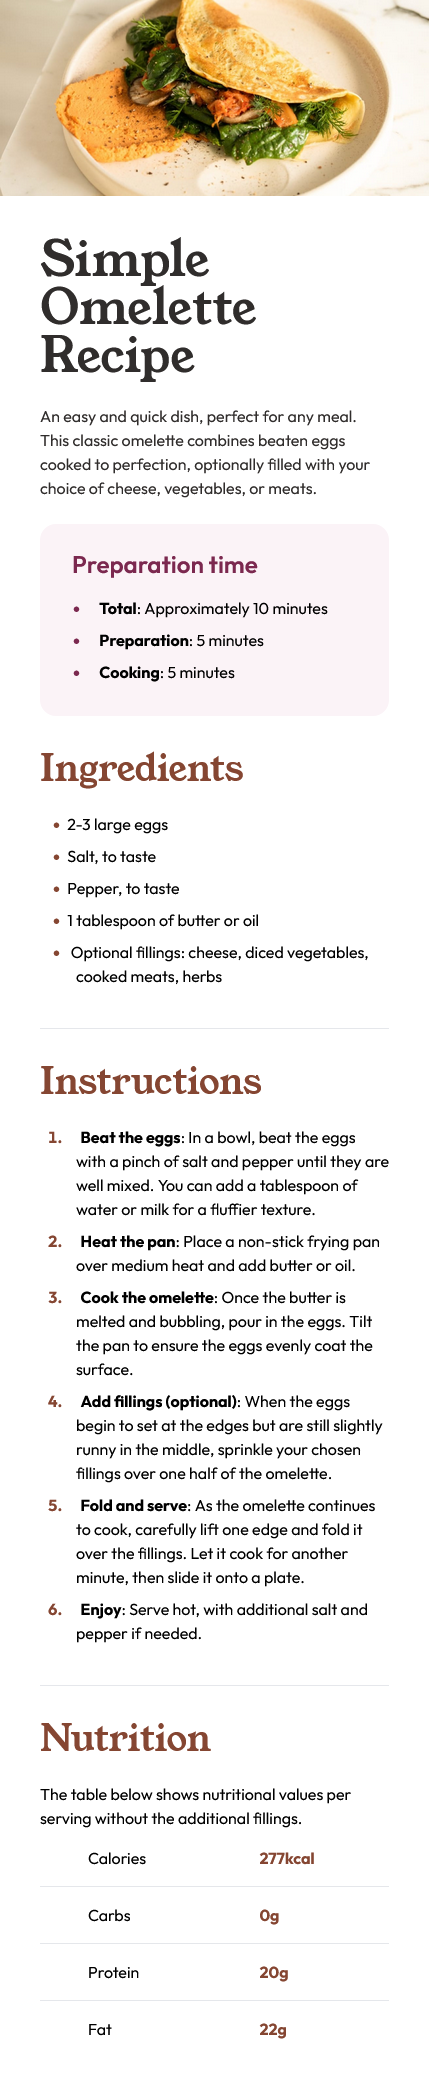 Simple
Omelette
Recipe
An easy and quick dish, perfect for any meal.
This classic omelette combines beaten eggs
cooked to perfection, optionally filled with your
choice of cheese, vegetables, or meats.
Preparation time
• Total: Approximately 10 minutes
• Preparation: 5 minutes
• Cooking: 5 minutes
Ingredients
• 2-3 large eggs
• Salt, to taste
• Pepper, to taste
• 1 tablespoon of butter or oil
• Optional fillings: cheese, diced vegetables,
cooked meats, herbs
Instructions
1. Beat the eggs: In a bowl, beat the eggs
with a pinch of salt and pepper until they are
well mixed. You can add a tablespoon of
water or milk for a fluffier texture.
2. Heat the pan: Place a non-stick frying pan
over medium heat and add butter or oil.
3. Cook the omelette: Once the butter is
melted and bubbling, pour in the eggs. Tilt
the pan to ensure the eggs evenly coat the
surface.
4. Add fillings (optional): When the eggs
begin to set at the edges but are still slightly
runny in the middle, sprinkle your chosen
fillings over one half of the omelette.
5. Fold and serve: As the omelette continues
to cook, carefully lift one edge and fold it
over the fillings. Let it cook for another
minute, then slide it onto a plate.
6. Enjoy: Serve hot, with additional salt and
pepper if needed.
Nutrition
The table below shows nutritional values per
serving without the additional fillings.
Calories 277kcal
Carbs 0g
Protein 20g
Fat 22g